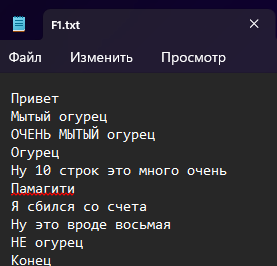 F1.txt
Файл Изменить Просмотр
Привет
Мытый огурец
ОЧЕНЬ МЫТЫЙ огурец
Огурец
Ну 10 строк это много очень
Памагити
Я сбился со счета
Ну это вроде восьмая
НЕ огурец
Конец